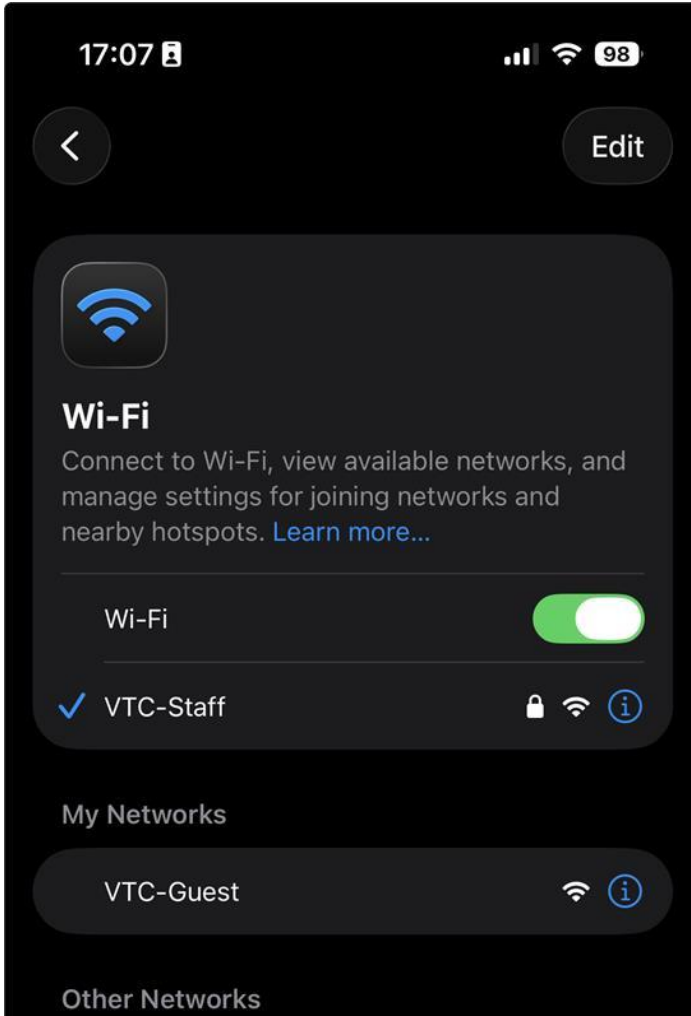 17:07
98
Edit
Wi-Fi
Connect to Wi-Fi, view available networks, and
manage settings for joining networks and
nearby hotspots. Learn more...
Wi-Fi
VTC-Staff
My Networks
VTC-Guest
Other Networks